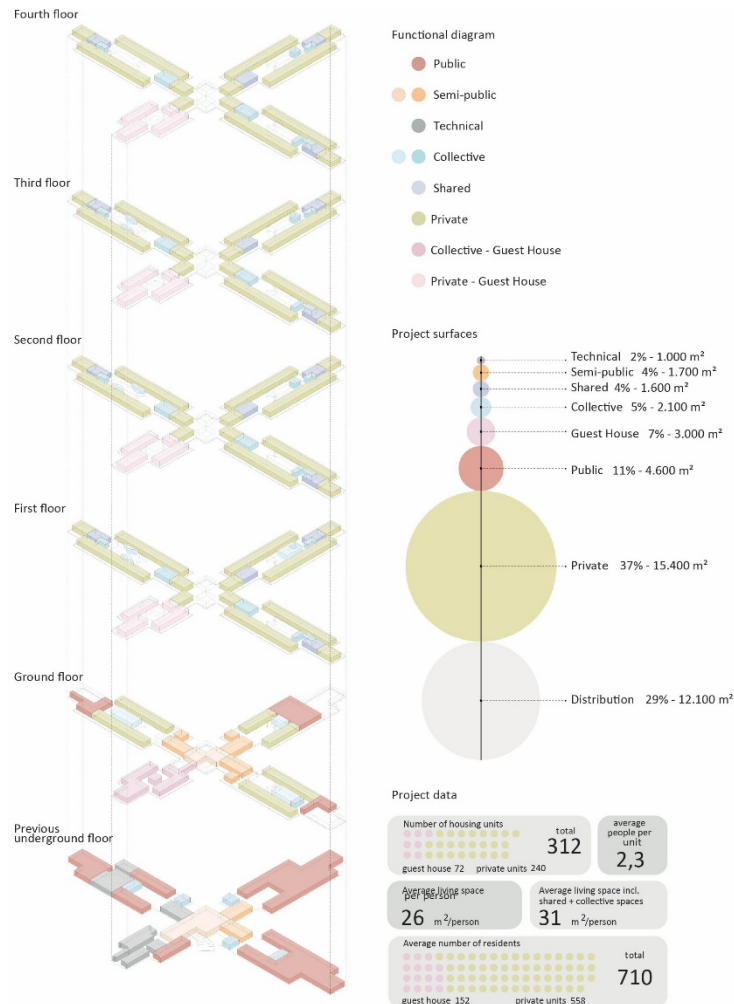 Fourth floor
Third floor
Second floor
First floor
Ground floor
Previous
underground floor
Functional diagram
Public
Semi-public
Technical
Collective
Shared
Private
Collective - Guest House
Private - Guest House
Project surfaces
Technical 2% - 1.000 m²
Semi-public 4% - 1.700 m²
Shared 4% - 1.600 m²
Collective 5% - 2.100 m²
Guest House 7% - 3.000 m²
Public 11% - 4.600 m²
Private 37% - 15.400 m²
Distribution 29% - 12.100 m²
Project data
Number of housing units
total
312
guest house 72 private units 240
average
people per
unit
2,3
Average living space
per person
26 m²/person
Average living space incl.
shared + collective spaces
31 m²/person
Average number of residents
total
710
guest house 152 private units 558